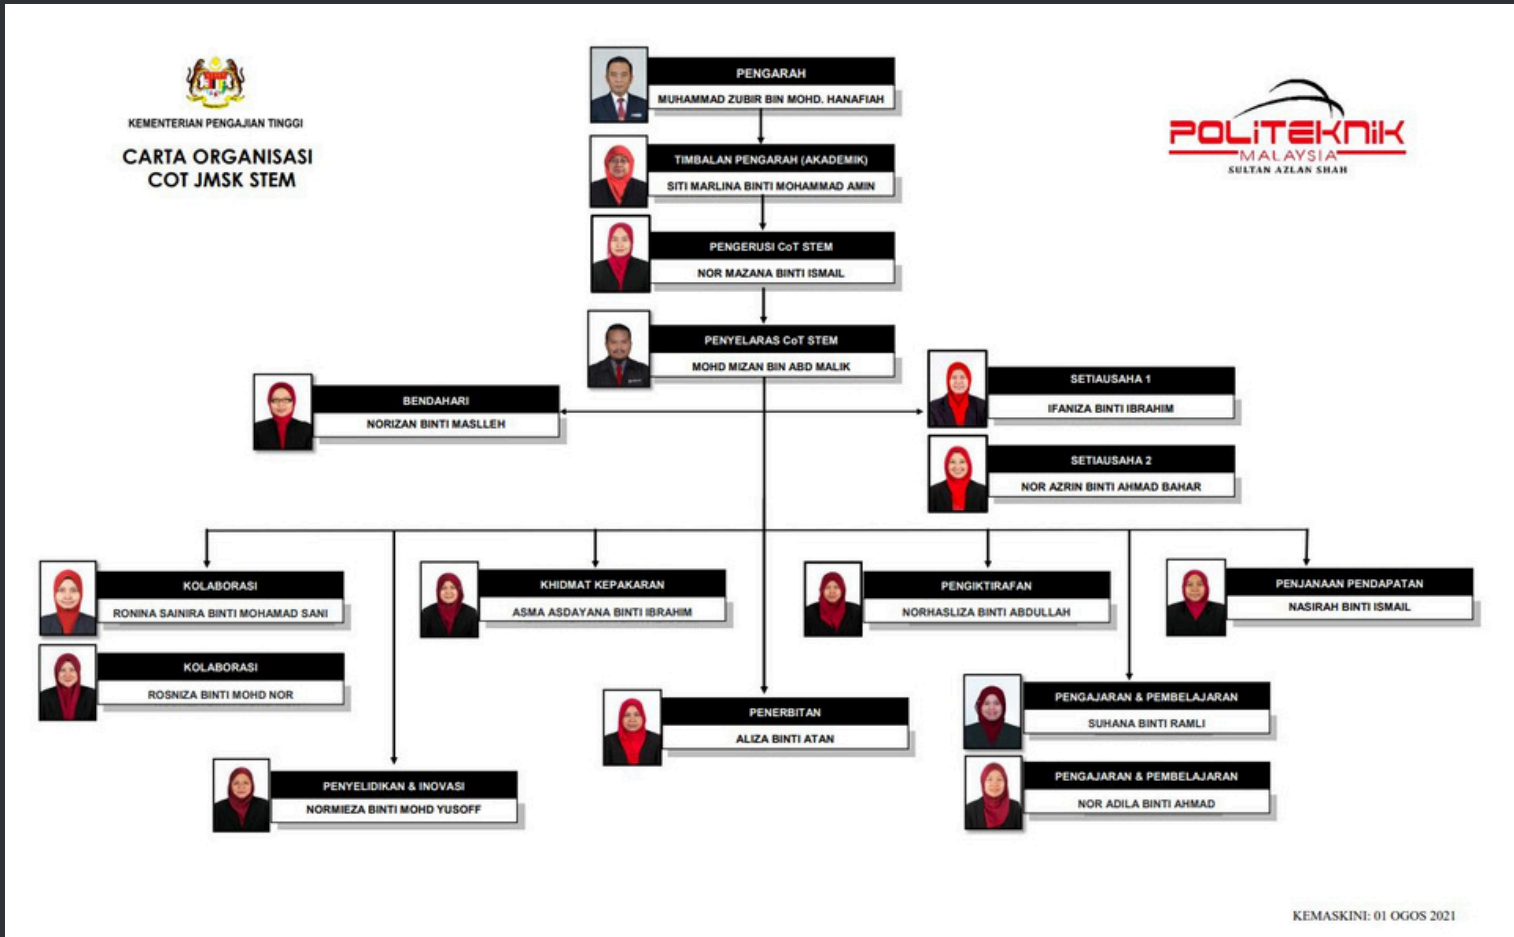 KEMENTERIAN PENGAJIAN TINGGI
CARTA ORGANISASI
COT JMSK STEM
POLITEKNIK
MALAYSIA
SULTAN AZLAN SHAH
PENGARAH
MUHAMMAD ZUBIR BIN MOHD. HANAFIAH
TIMBALAN PENGARAH (AKADEMIK)
SITI MARLINA BINTI MOHAMMAD AMIN
PENGERUSI CoT STEM
NOR MAZANA BINTI ISMAIL
PENYELARAS CoT STEM
MOHD MIZAN BIN ABD MALIK
BENDAHARI
NORIZAN BINTI MASLLEH
SETIAUSAHA 1
IFANIZA BINTI IBRAHIM
SETIAUSAHA 2
NOR AZRIN BINTI AHMAD BAHAR
KOLABORASI
RONINA SAINIRA BINTI MOHAMAD SANI
KOLABORASI
ROSNIZA BINTI MOHD NOR
PENYELIDIKAN & INOVASI
NORMIEZA BINTI MOHD YUSOFF
KHIDMAT KEPAKARAN
ASMA ASDAYANA BINTI IBRAHIM
PENERBITAN
ALIZA BINTI ATAN
PENGIKTIRAFAN
NORHASLIZA BINTI ABDULLAH
PENGAJARAN & PEMBELAJARAN
SUHANA BINTI RAMLI
PENGAJARAN & PEMBELAJARAN
NOR ADILA BINTI AHMAD
PENJANAAN PENDAPATAN
NASIRAH BINTI ISMAIL
KEMASKINI: 01 OGOS 2021